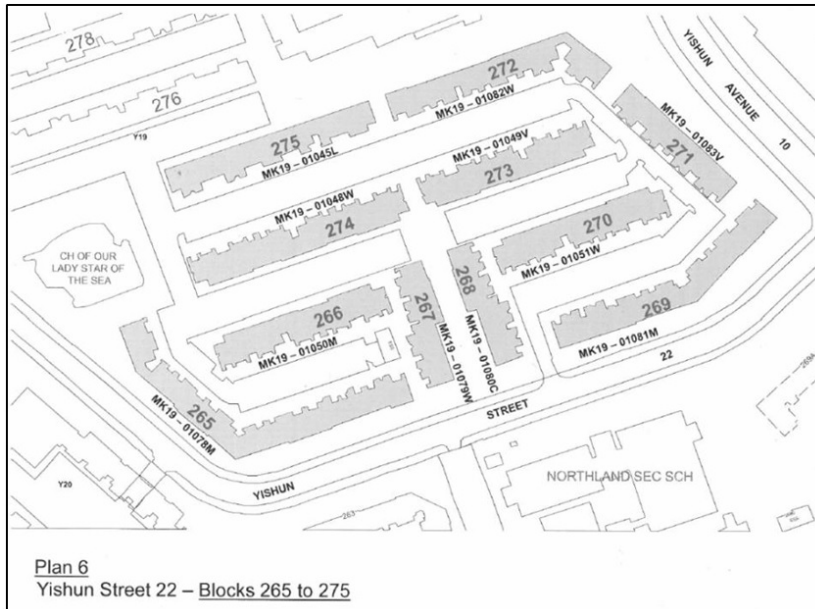 278
276
Y19
275
MK19 – 01045L
272
MK19 – 01082W
YISHUN
AVENUE
10
MK19 – 01083V
271
MK19 – 01049V
273
MK19 – 01048W
274
CH OF OUR
LADY STAR OF
THE SEA
270
MK19 – 01051W
268
MK19 – 01080C
267
MK19 – 01079W
266
MK19 – 01050M
269
MK19 – 01081M
265
MK19 – 01078M
YISHUN
STREET
22
269A
Y20
263
NORTHLAND SEC SCH
Plan 6
Yishun Street 22 – Blocks 265 to 275